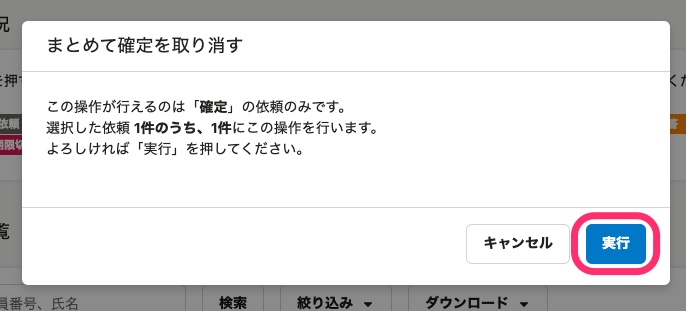 況
まとめて確定を取り消す
を押す
この操作が行えるのは「確定」の依頼のみです。
選択した依頼 1件のうち、1件にこの操作を行います。
よろしければ「実行」を押してください。
依頼
答
期限切
覧
キャンセル
実行
員番号、氏名
検索
絞り込み
ダウンロード